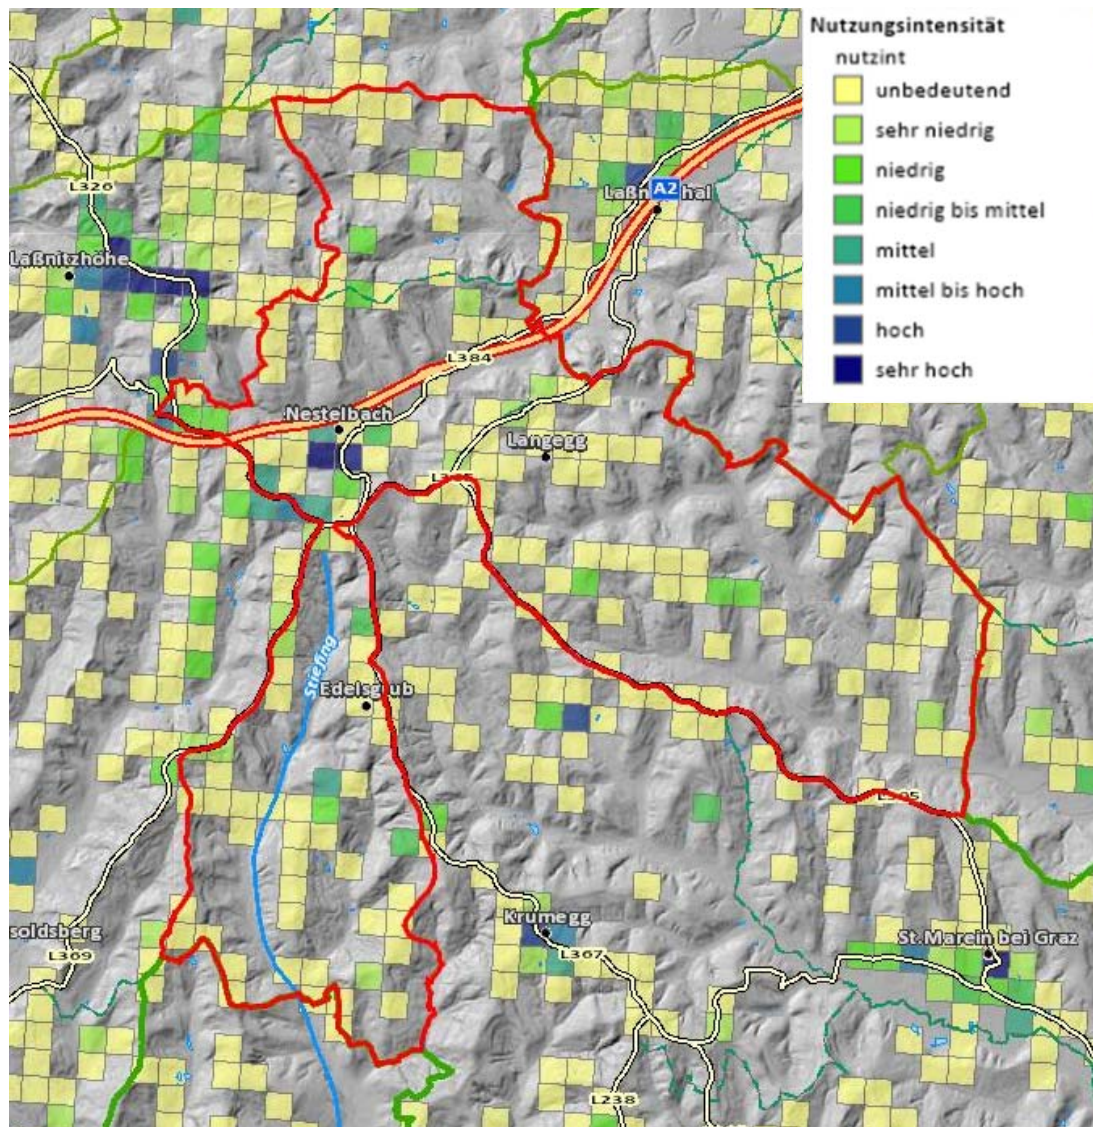 Nutzungsintensität
nutzint
unbedeutend
sehr niedrig
niedrig
niedrig bis mittel
mittel
mittel bis hoch
hoch
sehr hoch
L326
A2
Laßnitzhöhe
L384
Nestelbach
Langegg
Stiefing
Edelsgrub
Krumegg
soldsberg
L369
L367
St.Marein bei Graz
L238